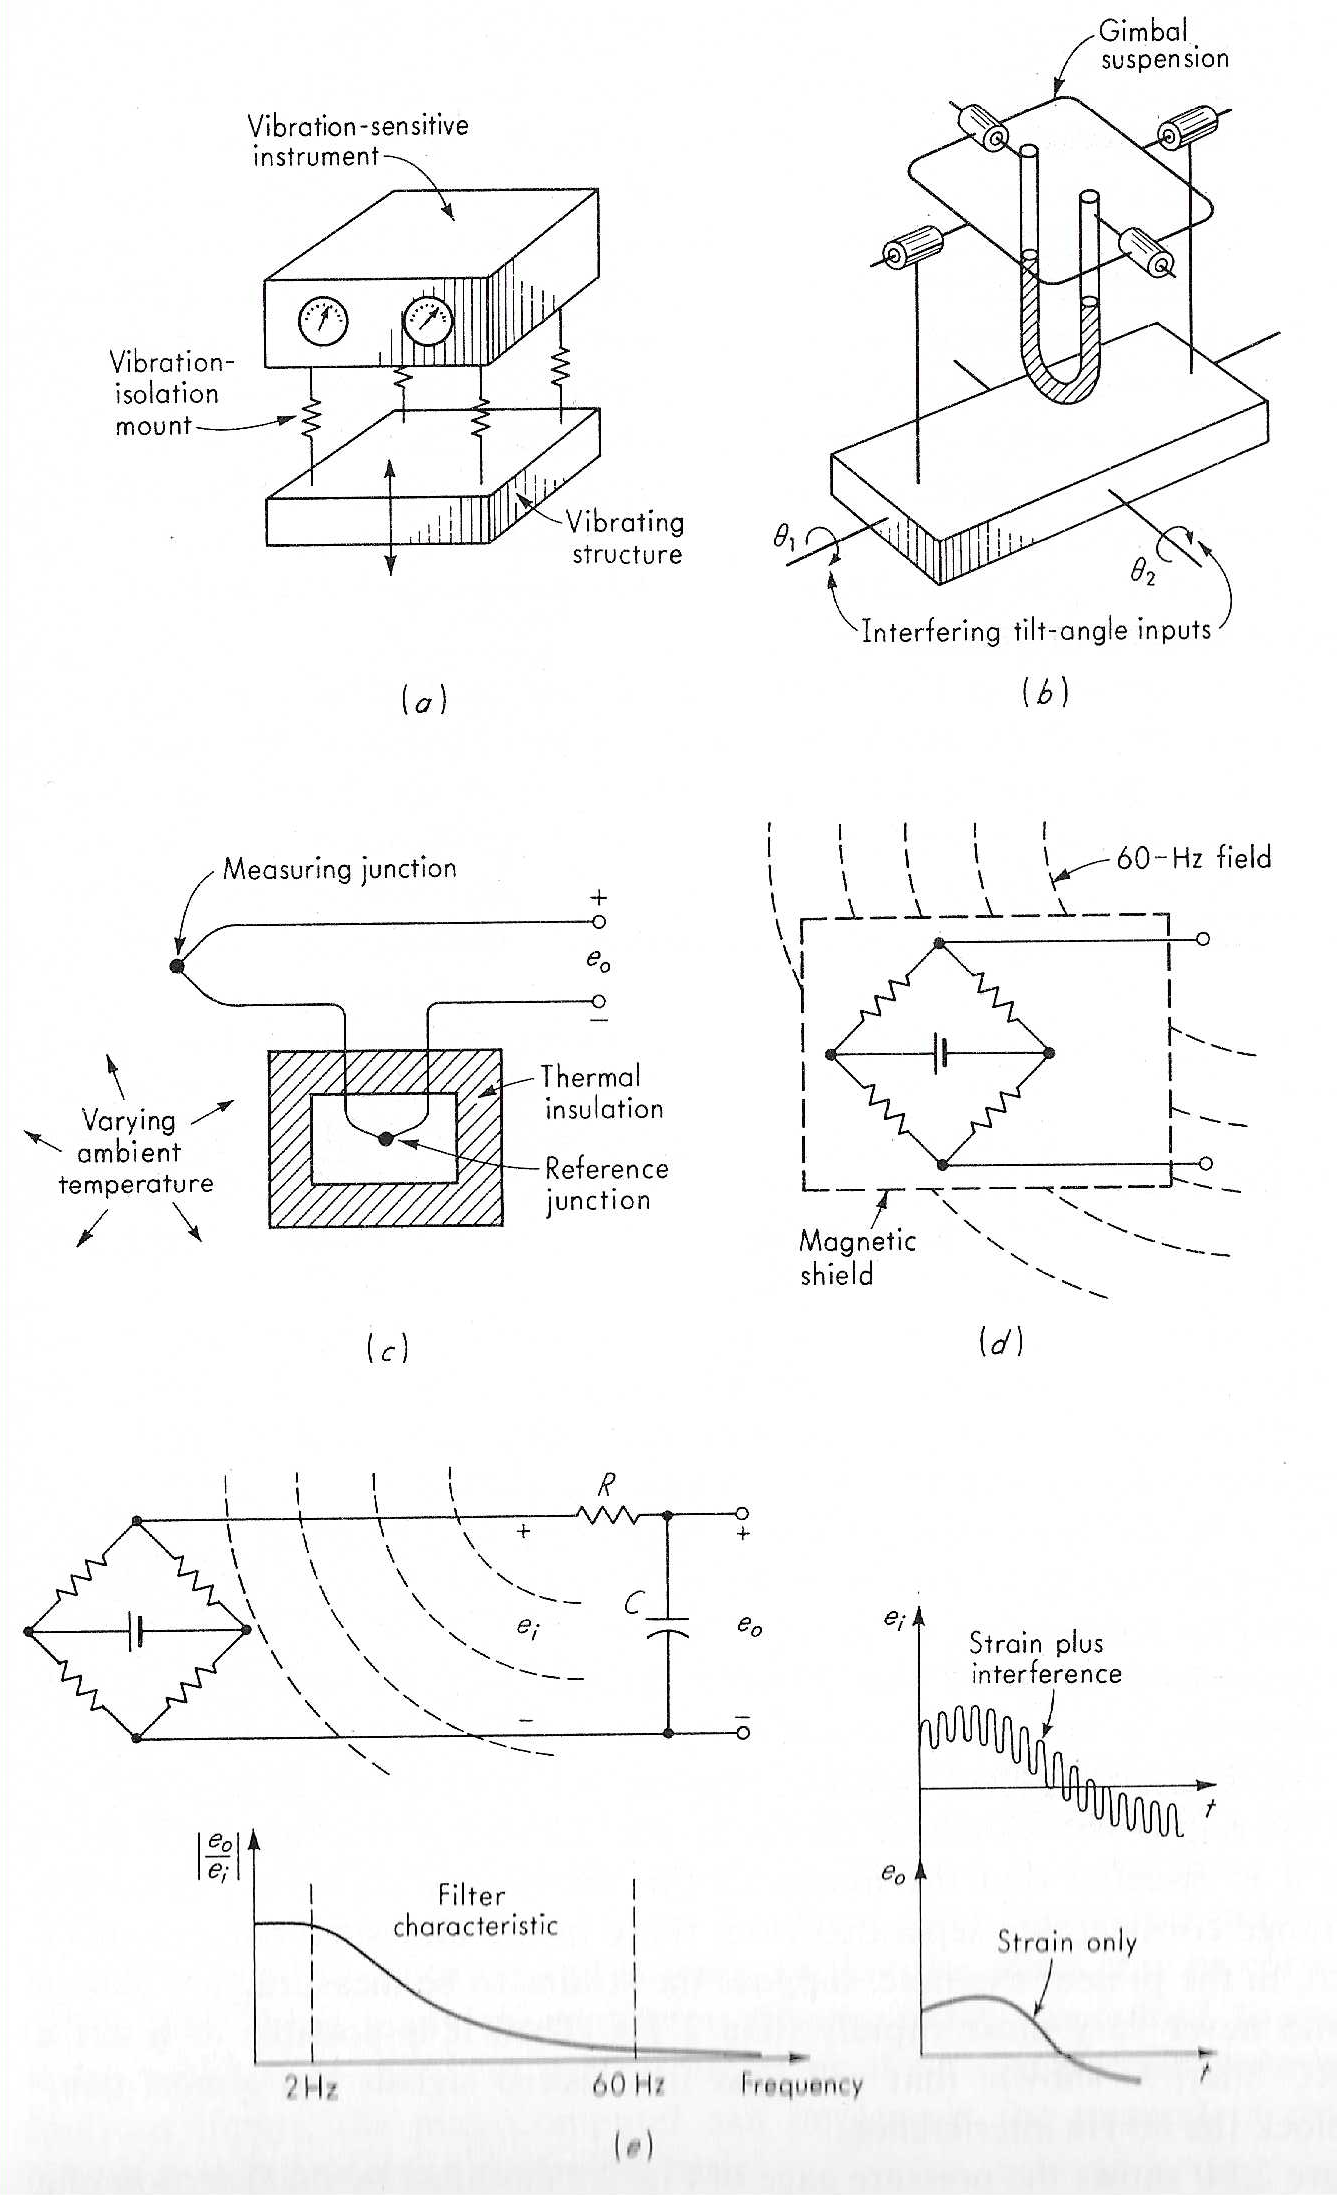 Gimbal
suspension
Vibration-sensitive
instrument
Vibration-
isolation
mount
Vibrating
structure
θ1
θ2
Interfering tilt-angle inputs
(a)
(b)
Measuring junction
+
eo
−
Thermal
insulation
Varying
ambient
temperature
Reference
junction
(c)
60-Hz field
Magnetic
shield
(d)
R
+
+
C
ei
eo
−
−
ei
Strain plus
interference
t
|eo/ei|
Filter
characteristic
2 Hz
60 Hz
Frequency
eo
Strain only
t
(e)